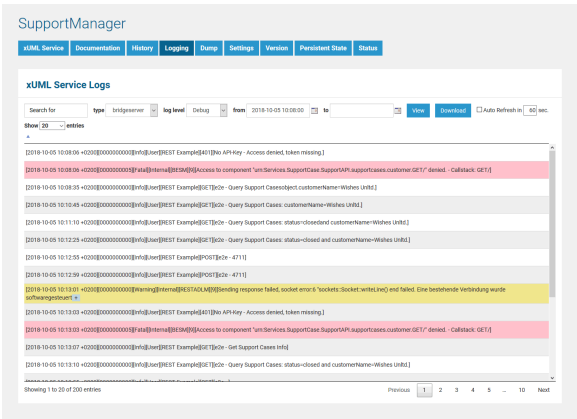 SupportManager
xUML Service Documentation History Logging Dump Settings Version Persistent State Status
xUML Service Logs
Search for type bridgeserver log level Debug from 2018-10-05 10:08:00 to View Download Auto Refresh in 60 sec.
Show 20 entries
[2018-10-05 10:08:06 +0200][0000000000][Info][User][REST Example][401][No API-Key - Access denied, token missing.]
[2018-10-05 10:08:06 +0200][0000000005][Fatal][Internal][BESM][9][Access to component "urn:Services.SupportCase.SupportAPI.supportcases.customer.GET/" denied. - Callstack: GET/]
[2018-10-05 10:08:35 +0200][0000000000][Info][User][REST Example][GET][e2e - Query Support Casesobject.customerName=Wishes Unltd.]
[2018-10-05 10:10:45 +0200][0000000000][Info][User][REST Example][GET][e2e - Query Support Cases: customerName=Wishes Unltd.]
[2018-10-05 10:11:10 +0200][0000000000][Info][User][REST Example][GET][e2e - Query Support Cases: status=closedand customerName=Wishes Unltd.]
[2018-10-05 10:12:25 +0200][0000000000][Info][User][REST Example][GET][e2e - Query Support Cases: status=closed and customerName=Wishes Unltd.]
[2018-10-05 10:12:55 +0200][0000000000][Info][User][REST Example][POST][e2e - 4711]
[2018-10-05 10:12:59 +0200][0000000000][Info][User][REST Example][POST][e2e - 4711]
[2018-10-05 10:13:01 +0200][0000000000][Warning][Internal][RESTADLM][9][Sending response failed, socket error:6 "sockets::Socket::writeLine() end failed. Eine bestehende Verbindung wurde
softwaregesteuert +
[2018-10-05 10:13:03 +0200][0000000000][Info][User][REST Example][401][No API-Key - Access denied, token missing.]
[2018-10-05 10:13:03 +0200][0000000005][Fatal][Internal][BESM][9][Access to component "urn:Services.SupportCase.SupportAPI.supportcases.customer.GET/" denied. - Callstack: GET/]
[2018-10-05 10:13:07 +0200][0000000000][Info][User][REST Example][GET][e2e - Get Support Cases Info]
[2018-10-05 10:13:10 +0200][0000000000][Info][User][REST Example][GET][e2e - Query Support Cases: status=closed and customerName=Wishes Unltd.]
Showing 1 to 20 of 200 entries Previous 1 2 3 4 5 ... 10 Next